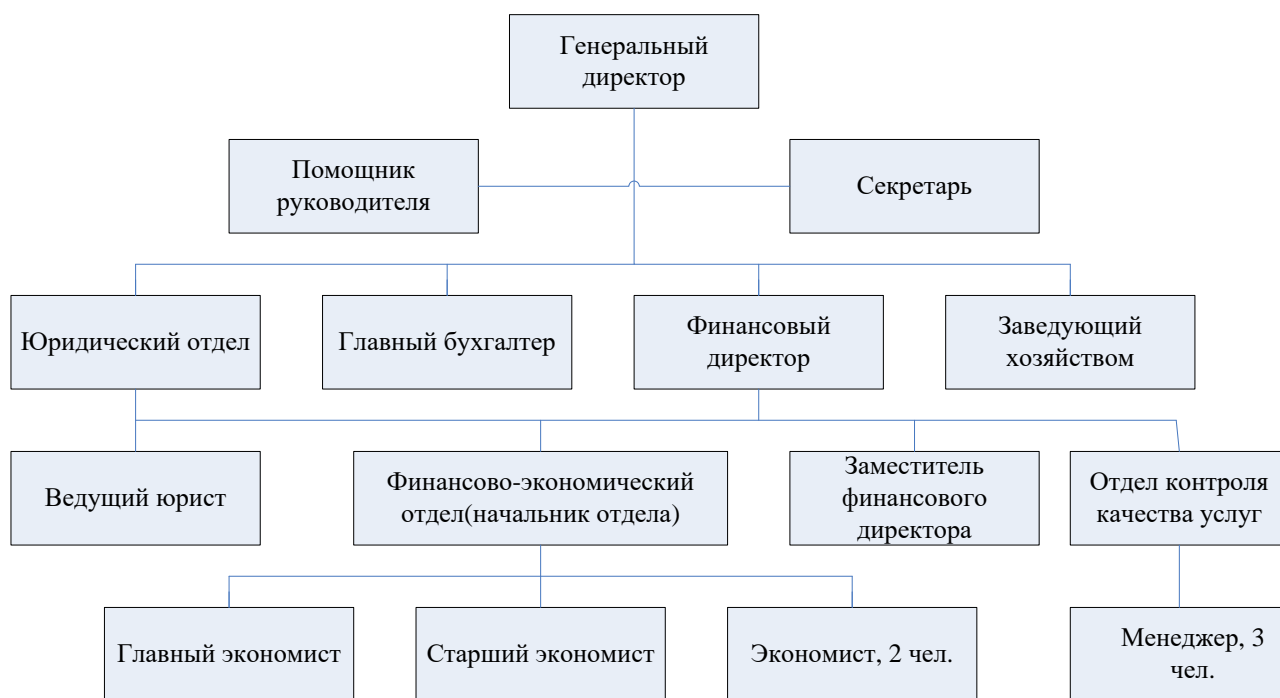 Генеральный
директор
Помощник
руководителя
Секретарь
Юридический отдел
Главный бухгалтер
Финансовый
директор
Заведующий
хозяйством
Ведущий юрист
Финансово-экономический
отдел(начальник отдела)
Заместитель
финансового
директора
Отдел контроля
качества услуг
Главный экономист
Старший экономист
Экономист, 2 чел.
Менеджер, 3
чел.